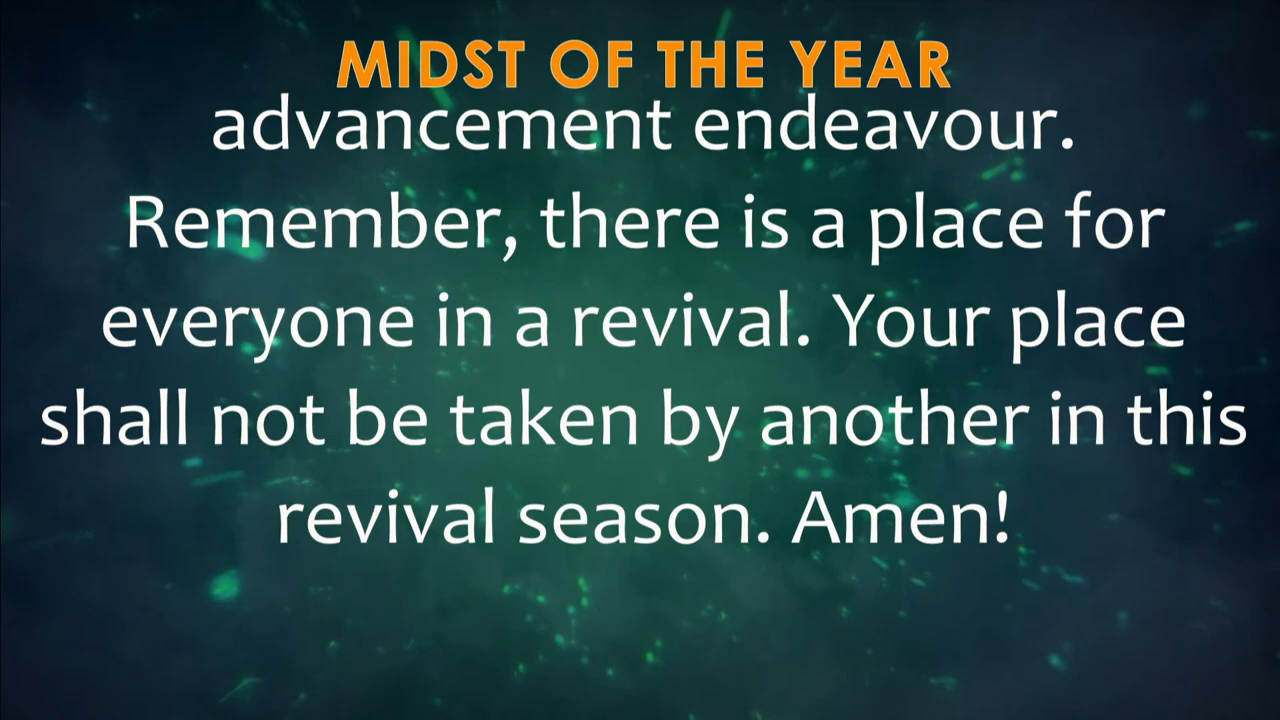 MIDST OF THE YEAR
advancement endeavour.
Remember, there is a place for
everyone in a revival. Your place
shall not be taken by another in this
revival season. Amen!